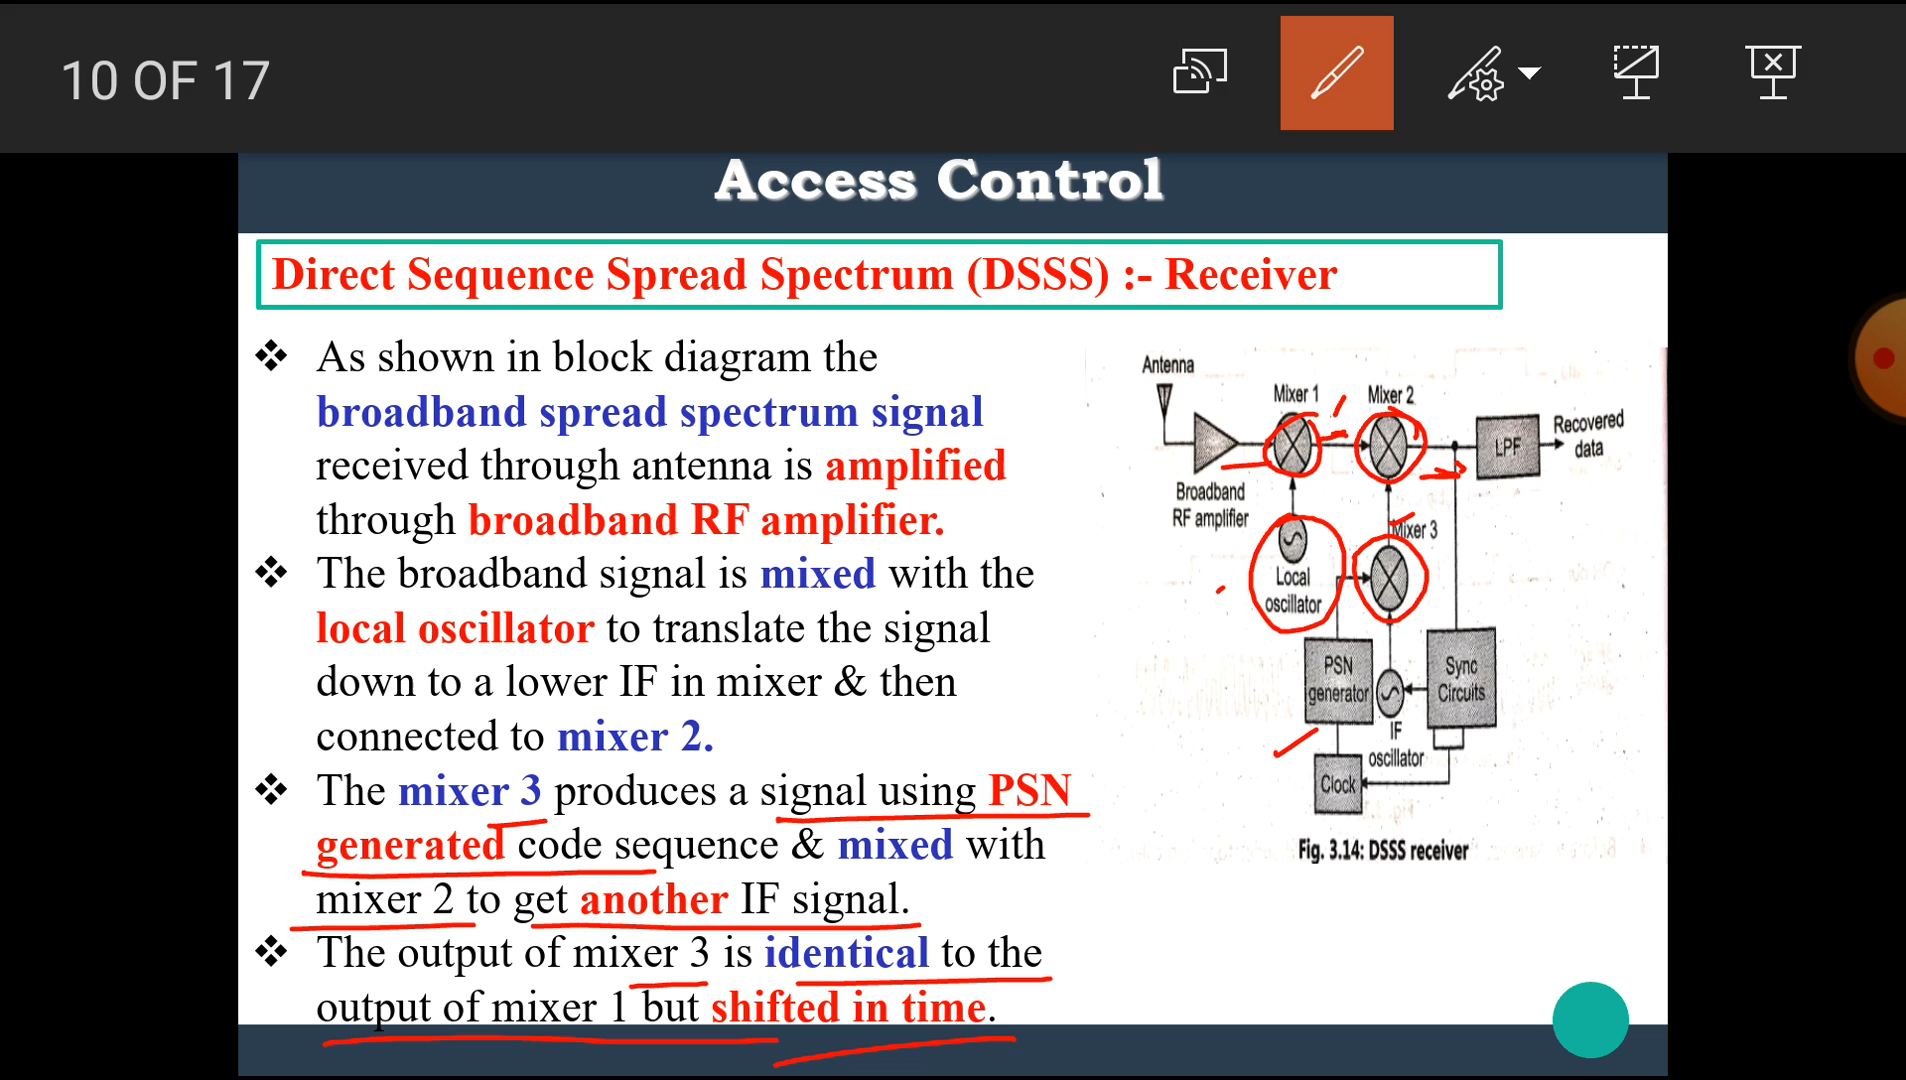 10 OF 17
Access Control
Direct Sequence Spread Spectrum (DSSS) :- Receiver
❖ As shown in block diagram the
broadband spread spectrum signal
received through antenna is amplified
through broadband RF amplifier.
❖ The broadband signal is mixed with the
local oscillator to translate the signal
down to a lower IF in mixer & then
connected to mixer 2.
❖ The mixer 3 produces a signal using PSN
generated code sequence & mixed with
mixer 2 to get another IF signal.
❖ The output of mixer 3 is identical to the
output of mixer 1 but shifted in time.
Antenna
Mixer 1
Mixer 2
LPF
Recovered
data
Broadband
RF amplifier
Mixer 3
Local
oscillator
PSN
generator
Sync
Circuits
IF
oscillator
Clock
Fig. 3.14: DSSS receiver